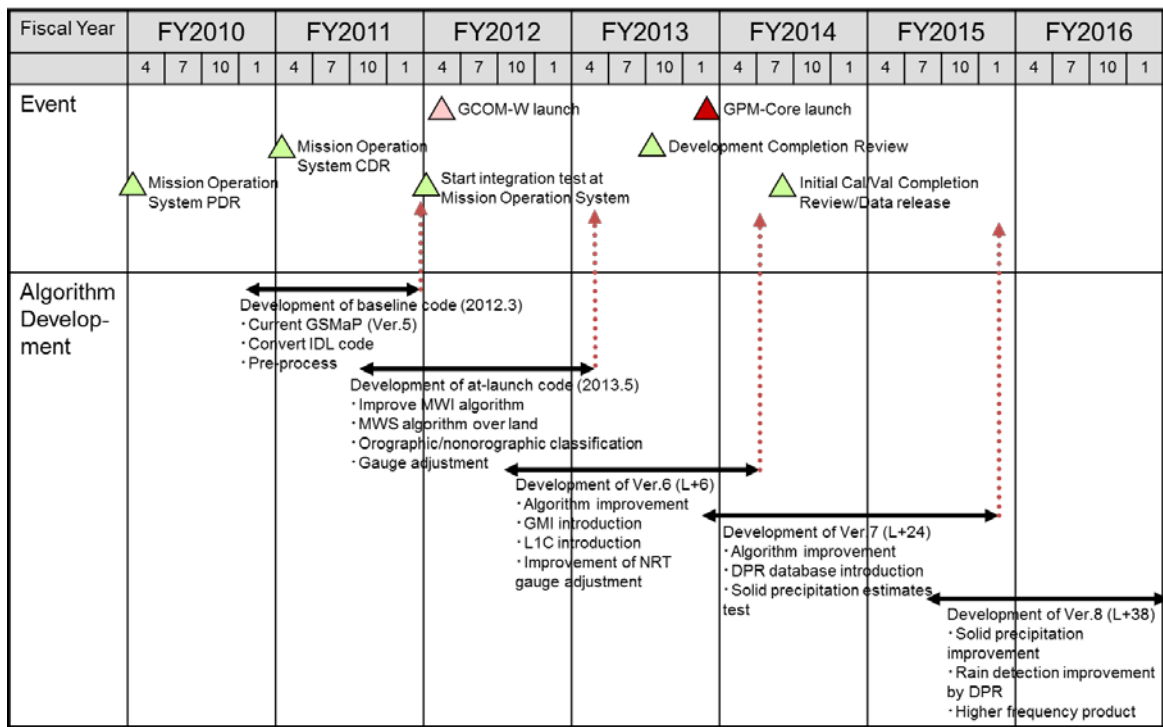 Fiscal Year FY2010 FY2011 FY2012 FY2013 FY2014 FY2015 FY2016
4 7 10 1 4 7 10 1 4 7 10 1 4 7 10 1 4 7 10 1 4 7 10 1 4 7 10 1
Event
GCOM-W launch
GPM-Core launch
Mission Operation
System CDR
Development Completion Review
Mission Operation
System PDR
Start integration test at
Mission Operation System
Initial Cal/Val Completion
Review/Data release
Algorithm
Develop-
ment
Development of baseline code (2012.3)
・Current GSMaP (Ver.5)
・Convert IDL code
・Pre-process
Development of at-launch code (2013.5)
・Improve MWI algorithm
・MWS algorithm over land
・Orographic/nonorographic classification
・Gauge adjustment
Development of Ver.6 (L+6)
・Algorithm improvement
・GMI introduction
・L1C introduction
・Improvement of NRT
gauge adjustment
Development of Ver.7 (L+24)
・Algorithm improvement
・DPR database introduction
・Solid precipitation estimates
test
Development of Ver.8 (L+38)
・Solid precipitation
improvement
・Rain detection improvement
by DPR
・Higher frequency product